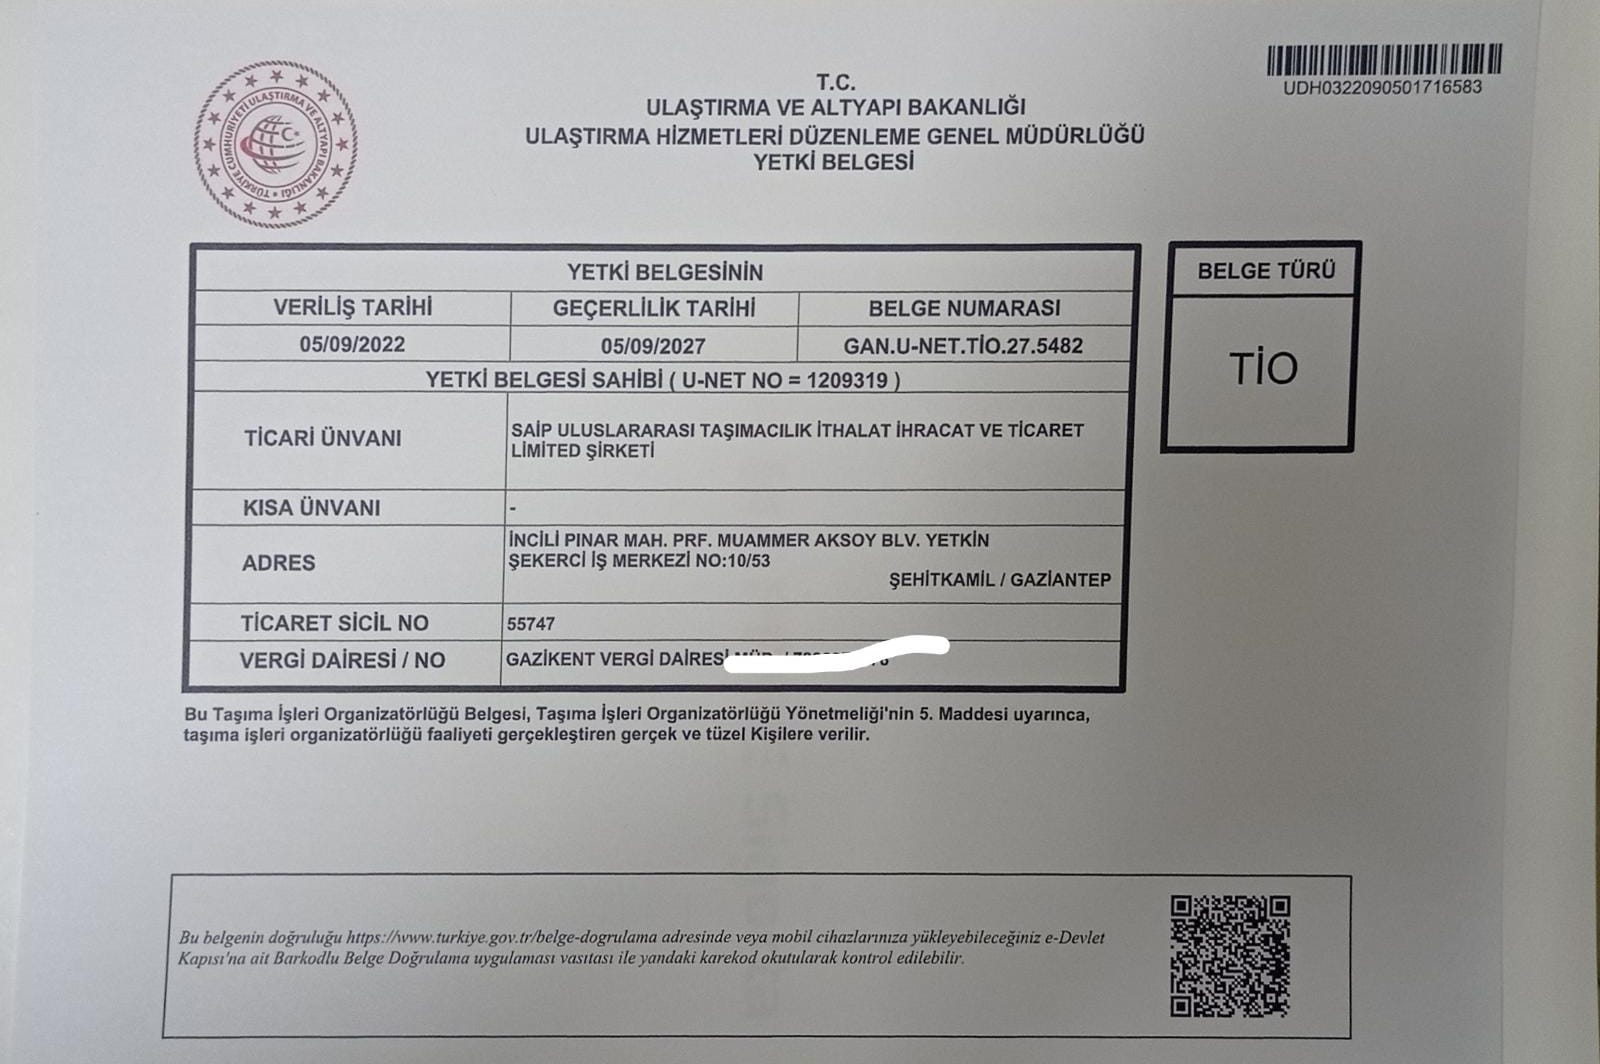 UDH0322090501716583
T.C.
ULAŞTIRMA VE ALTYAPI BAKANLIĞI
ULAŞTIRMA HİZMETLERİ DÜZENLEME GENEL MÜDÜRLÜĞÜ
YETKİ BELGESİ
TÜRKİYE CUMHURİYETİ ULAŞTIRMA VE ALTYAPI BAKANLIĞI
YETKİ BELGESİNİN
VERİLİŞ TARİHİ GEÇERLİLİK TARİHİ BELGE NUMARASI
05/09/2022 05/09/2027 GAN.U-NET.TİO.27.5482
BELGE TÜRÜ
TİO
YETKİ BELGESİ SAHİBİ ( U-NET NO = 1209319 )
TİCARİ ÜNVANI
SAİP ULUSLARARASI TAŞIMACILIK İTHALAT İHRACAT VE TİCARET
LİMİTED ŞİRKETİ
KISA ÜNVANI -
ADRES
İNCİLİ PINAR MAH. PRF. MUAMMER AKSOY BLV. YETKİN
ŞEKERCİ İŞ MERKEZİ NO:10/53
ŞEHİTKAMİL / GAZİANTEP
TİCARET SİCİL NO 55747
VERGİ DAİRESİ / NO GAZİKENT VERGİ DAİRESİ
Bu Taşıma İşleri Organizatörlüğü Belgesi, Taşıma İşleri Organizatörlüğü Yönetmeliği'nin 5. Maddesi uyarınca,
taşıma işleri organizatörlüğü faaliyeti gerçekleştiren gerçek ve tüzel Kişilere verilir.
Bu belgenin doğruluğu https://www.turkiye.gov.tr/belge-dogrulama adresinde veya mobil cihazlarınıza yükleyebileceğiniz e-Devlet
Kapısı'na ait Barkodlu Belge Doğrulama uygulaması vasıtası ile yandaki karekod okutularak kontrol edilebilir.